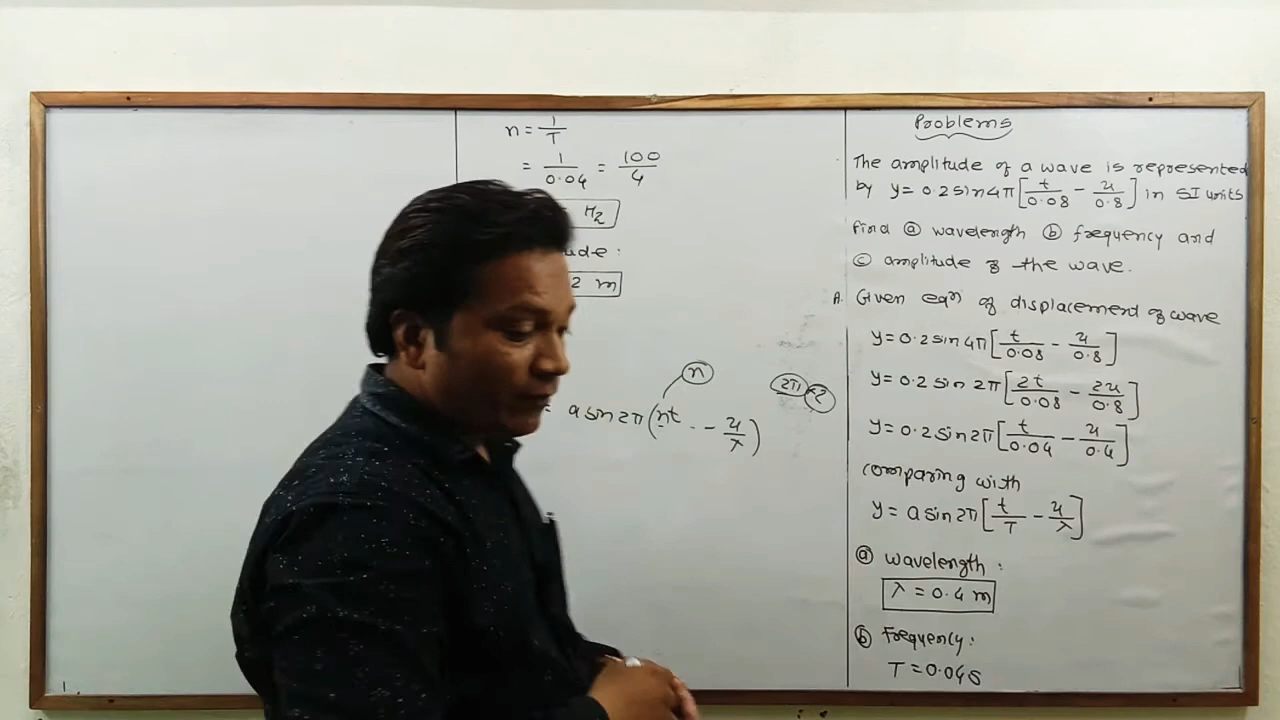 Problems
The amplitude of a wave is represented
by y = 0.2 sin 4π [t/0.08 - x/0.8] in SI units
find ⓐ wavelength ⓑ frequency and
ⓒ amplitude of the wave.
A. Given eqn of displacement of wave
y = 0.2 sin 4π [t/0.08 - x/0.8]
y = 0.2 sin 2π [2t/0.08 - 2x/0.8]
y = 0.2 sin 2π [t/0.04 - x/0.4]
comparing with
y = a sin 2π [t/T - x/λ]
ⓐ wavelength :
λ = 0.4 m
ⓑ Frequency :
T = 0.04 s
n = 1/T
= 1/0.04 = 100/4
Hz
ude :
2 m
n
= a sin 2π (nt - x/λ)
2π